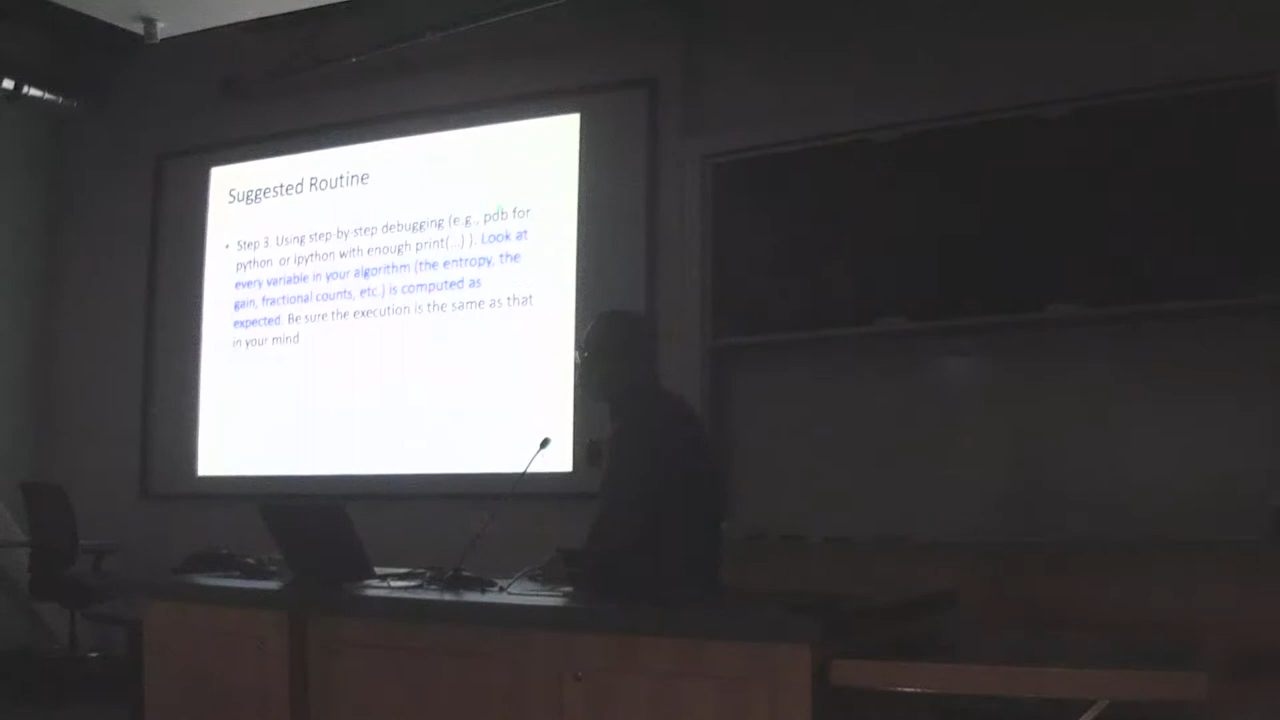 Suggested Routine
• Step 3 Using step-by-step debugging (e.g., pdb for
python or ipython with enough print(...) ). Look at
every variable in your algorithm (the entropy, the
gain, fractional counts, etc.) is computed as
expected. Be sure the execution is the same as that
in your mind